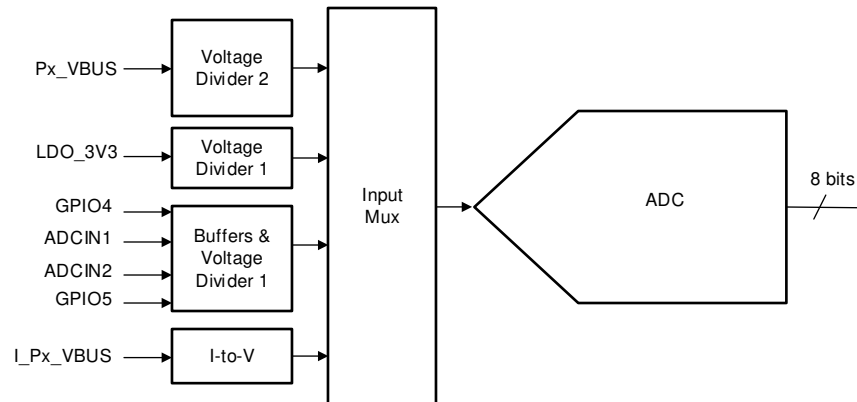 Px_VBUS
Voltage
Divider 2
LDO_3V3
Voltage
Divider 1
GPIO4
ADCIN1
ADCIN2
GPIO5
Buffers &
Voltage
Divider 1
I_Px_VBUS
I-to-V
Input
Mux
ADC
8 bits